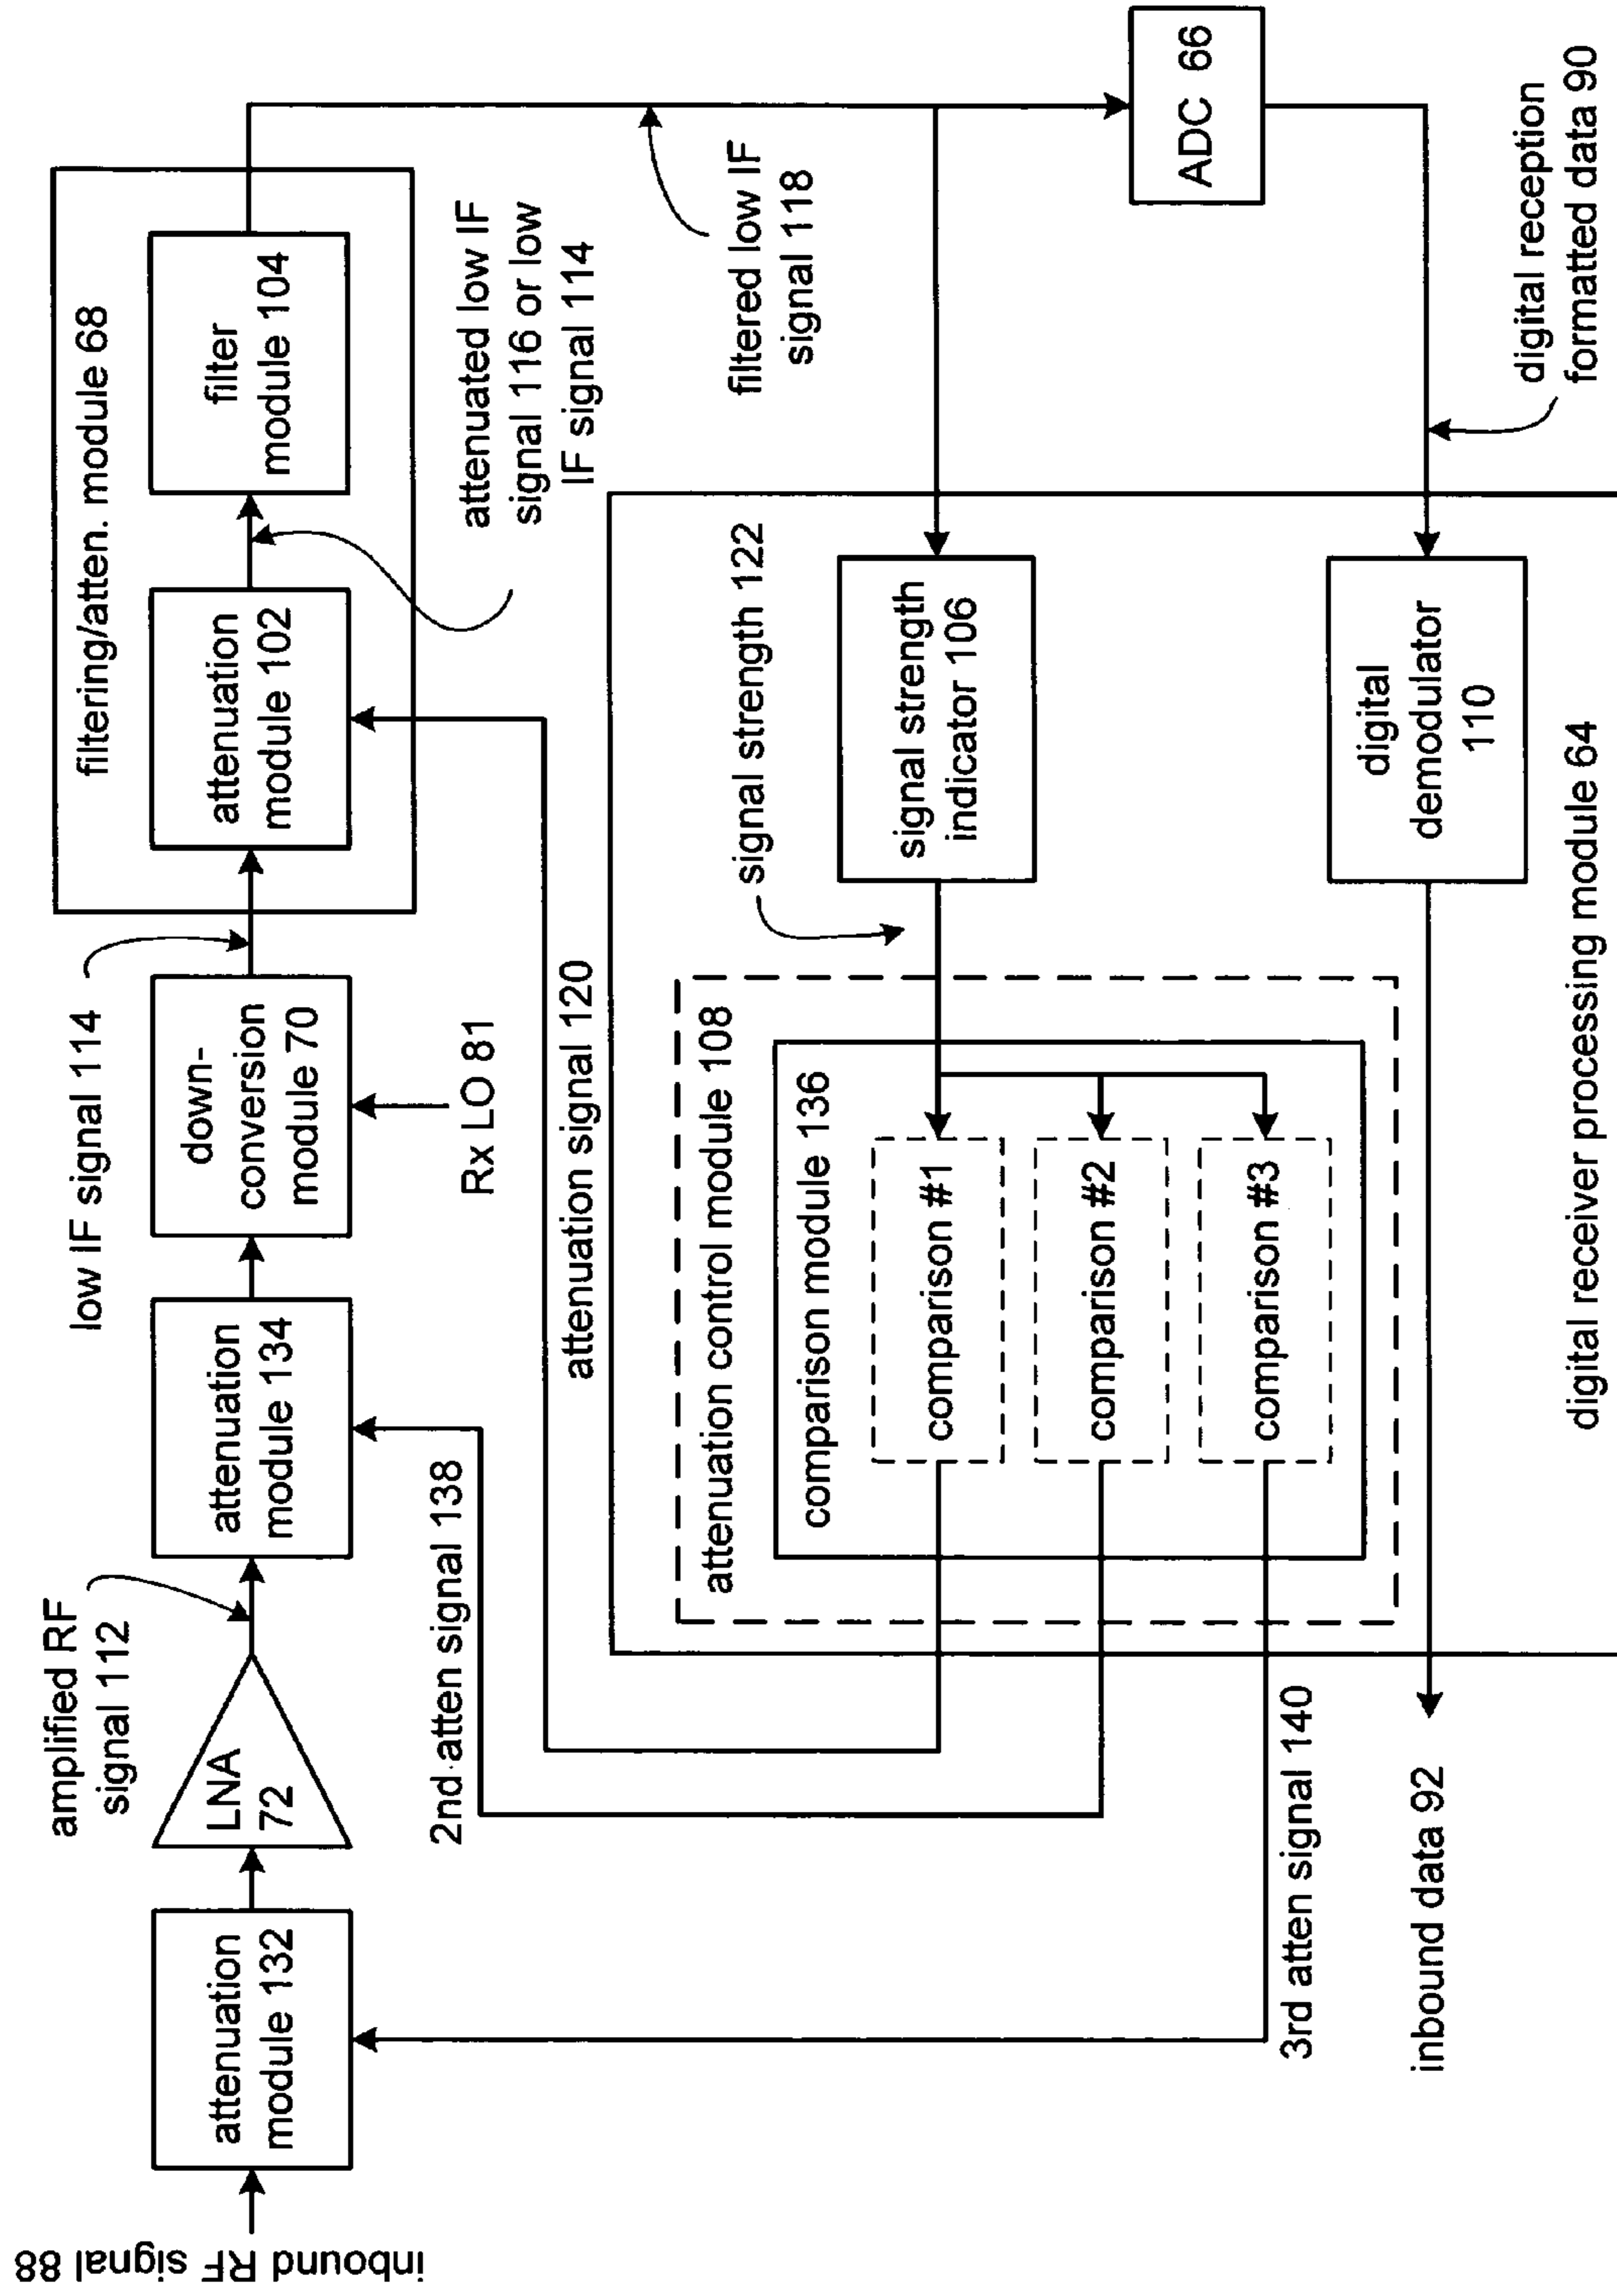 inbound RF signal 88
attenuation
module 132
LNA
72
amplified RF
signal 112
attenuation
module 134
down-
conversion
module 70
Rx LO 81
low IF signal 114
filtering/atten. module 68
attenuation
module 102
filter
module 104
attenuated low IF
signal 116 or low
IF signal 114
2nd atten signal 138
attenuation signal 120
filtered low IF
signal 118
ADC 66
attenuation control module 108
comparison module 136
comparison #1
comparison #2
comparison #3
signal strength 122
signal strength
indicator 106
digital
demodulator
110
3rd atten signal 140
inbound data 92
digital receiver processing module 64
digital reception
formatted data 90